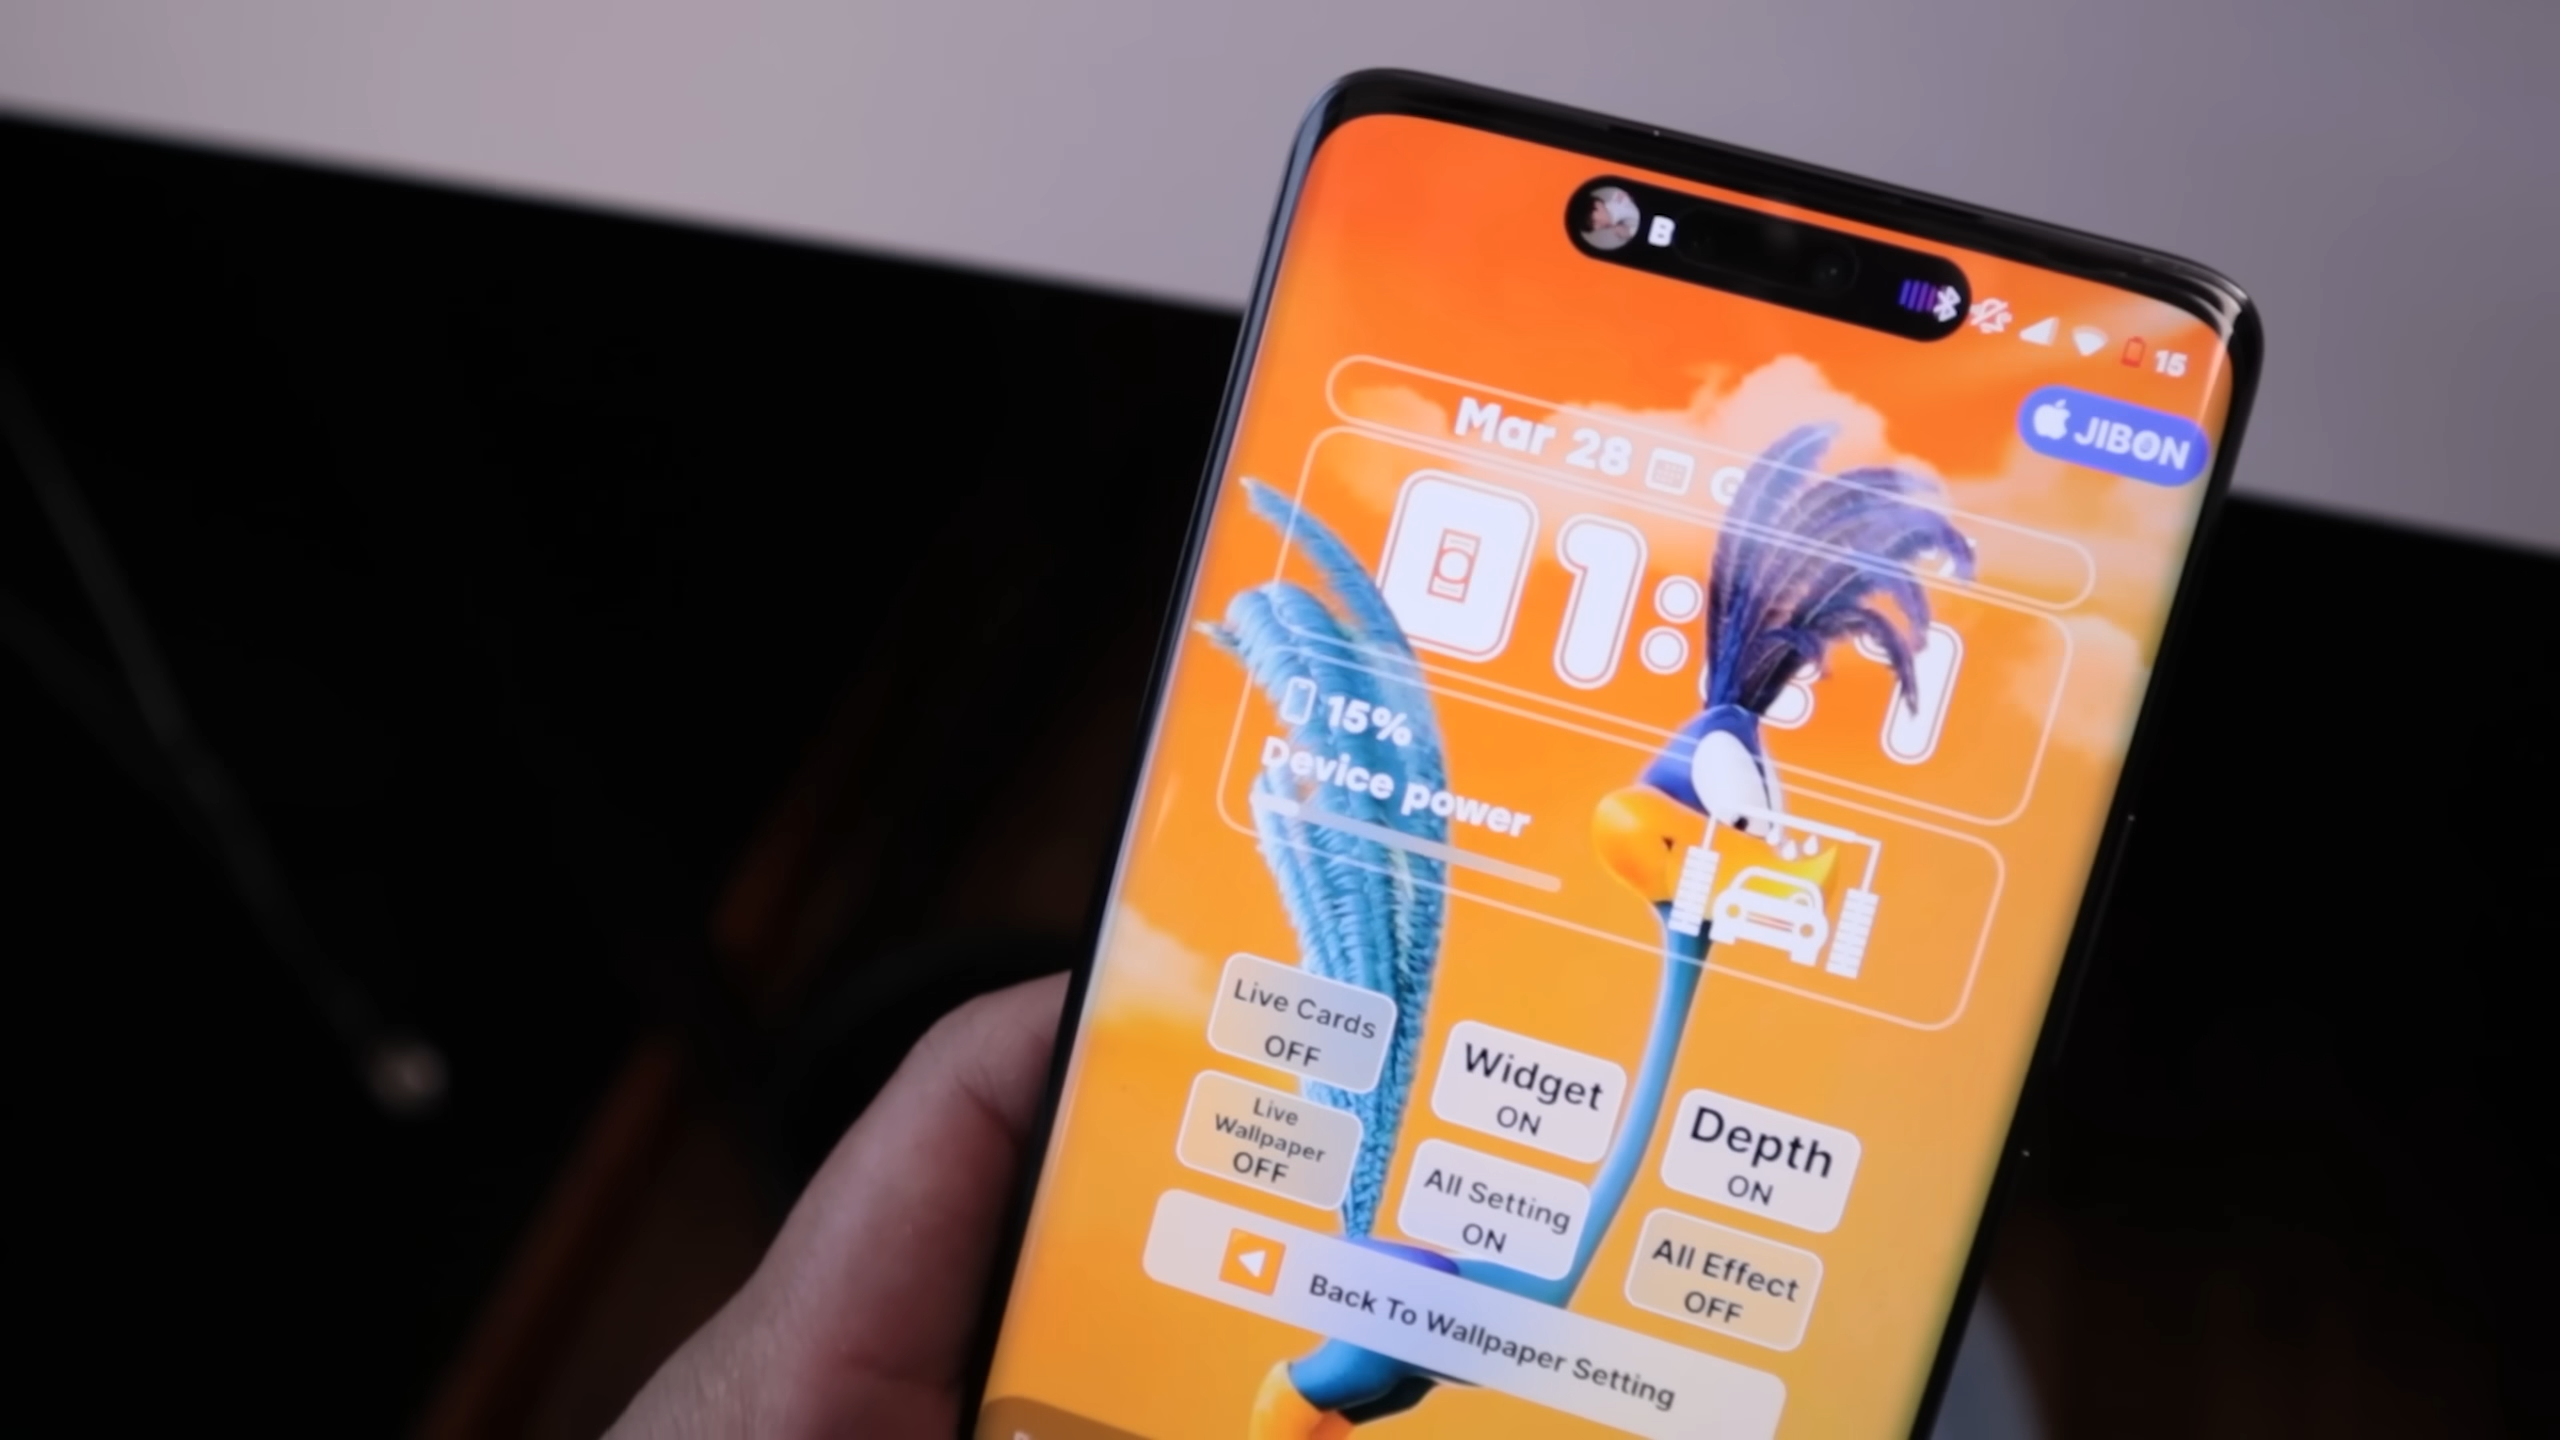 B
15
JIBON
Mar 28
01:
15%
Device power
Live Cards
OFF
Widget
ON
Depth
ON
Live
Wallpaper
OFF
All Setting
ON
All Effect
OFF
Back To Wallpaper Setting